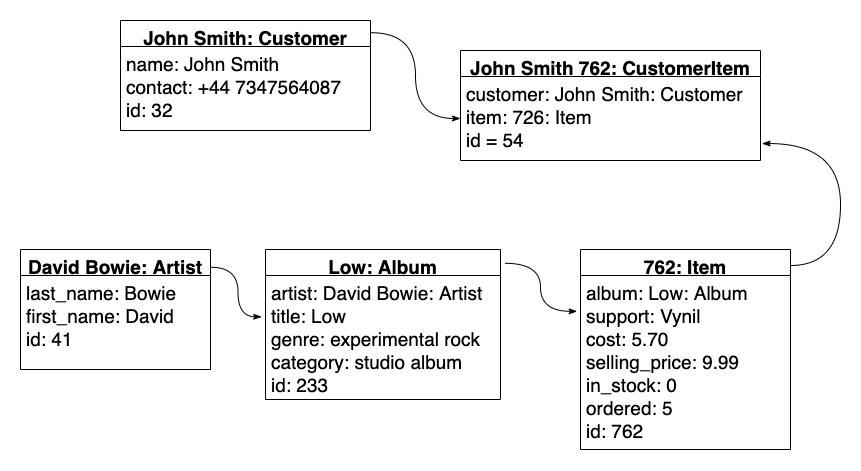 John Smith: Customer
name: John Smith
contact: +44 7347564087
id: 32
John Smith 762: CustomerItem
customer: John Smith: Customer
item: 726: Item
id = 54
David Bowie: Artist
last_name: Bowie
first_name: David
id: 41
Low: Album
artist: David Bowie: Artist
title: Low
genre: experimental rock
category: studio album
id: 233
762: Item
album: Low: Album
support: Vynil
cost: 5.70
selling_price: 9.99
in_stock: 0
ordered: 5
id: 762